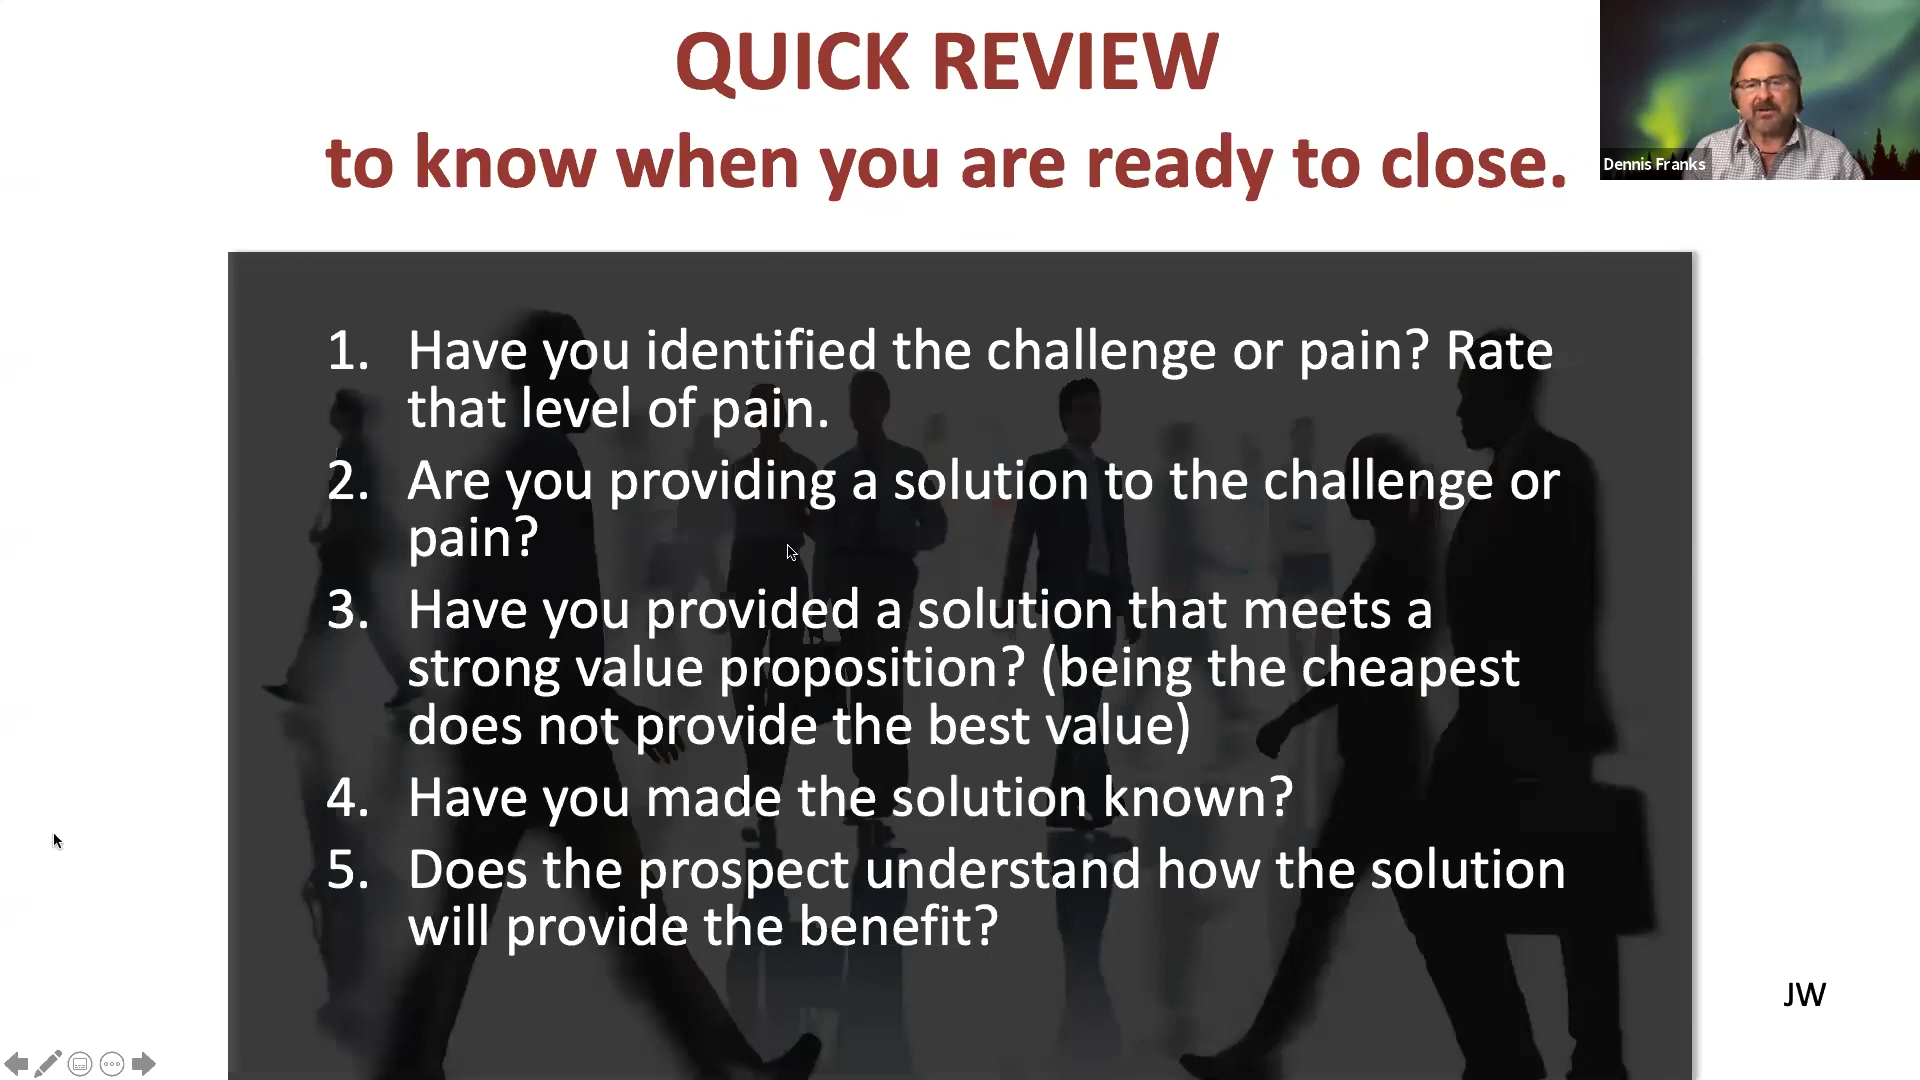 QUICK REVIEW
to know when you are ready to close.
Dennis Franks
1. Have you identified the challenge or pain? Rate
that level of pain.
2. Are you providing a solution to the challenge or
pain?
3. Have you provided a solution that meets a
strong value proposition? (being the cheapest
does not provide the best value)
4. Have you made the solution known?
5. Does the prospect understand how the solution
will provide the benefit?
JW